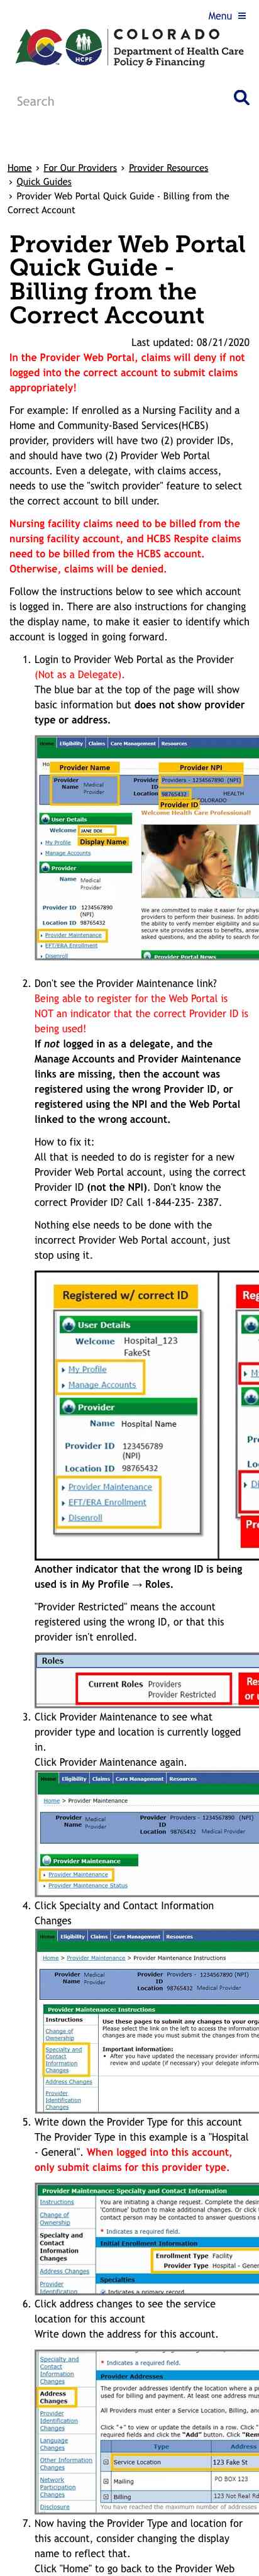 Menu ≡
COLORADO
Department of Health Care
Policy & Financing
HCPF
Search
Home › For Our Providers › Provider Resources
› Quick Guides
› Provider Web Portal Quick Guide - Billing from the
Correct Account
Provider Web Portal
Quick Guide -
Billing from the
Correct Account
Last updated: 08/21/2020
In the Provider Web Portal, claims will deny if not
logged into the correct account to submit claims
appropriately!
For example: If enrolled as a Nursing Facility and a
Home and Community-Based Services(HCBS)
provider, providers will have two (2) provider IDs,
and should have two (2) Provider Web Portal
accounts. Even a delegate, with claims access,
needs to use the "switch provider" feature to select
the correct account to bill under.
Nursing facility claims need to be billed from the
nursing facility account, and HCBS Respite claims
need to be billed from the HCBS account.
Otherwise, claims will be denied.
Follow the instructions below to see which account
is logged in. There are also instructions for changing
the display name, to make it easier to identify which
account is logged in going forward.
1. Login to Provider Web Portal as the Provider
(Not as a Delegate).
The blue bar at the top of the page will show
basic information but does not show provider
type or address.
Home Eligibility Claims Care Management Resources
Provider Name Provider NPI
Provider Name Medical Provider
Provider ID Providers - 1234567890 (NPI)
Location 98765432 HEALTH
Provider ID COLORADO
Welcome Health Care Professional!
User Details
Welcome JANE DOE
My Profile Display Name
Manage Accounts
Provider
Name Medical Provider
Provider ID 1234567890 (NPI)
Location ID 98765432
Provider Maintenance
EFT/ERA Enrollment
Disenroll
We are committed to make it easier for physici
providers to perform their business. In addition
the ability to verify member eligibility and su
secure site provides access to benefits, answ
asked questions, and the ability to search for
Provider Portal News
2. Don't see the Provider Maintenance link?
Being able to register for the Web Portal is
NOT an indicator that the correct Provider ID is
being used!
If not logged in as a delegate, and the
Manage Accounts and Provider Maintenance
links are missing, then the account was
registered using the wrong Provider ID, or
registered using the NPI and the Web Portal
linked to the wrong account.
How to fix it:
All that is needed to do is register for a new
Provider Web Portal account, using the correct
Provider ID (not the NPI). Don't know the
correct Provider ID? Call 1-844-235- 2387.
Nothing else needs to be done with the
incorrect Provider Web Portal account, just
stop using it.
Registered w/ correct ID
User Details
Welcome Hospital_123
FakeSt
My Profile
Manage Accounts
Provider
Name Hospital Name
Provider ID 123456789
(NPI)
Location ID 98765432
Provider Maintenance
EFT/ERA Enrollment
Disenroll
Another indicator that the wrong ID is being
used is in My Profile → Roles.
"Provider Restricted" means the account
registered using the wrong ID, or that this
provider isn't enrolled.
Roles
Current Roles Providers
Provider Restricted
3. Click Provider Maintenance to see what
provider type and location is currently logged
in.
Click Provider Maintenance again.
Home Eligibility Claims Care Management Resources
Home > Provider Maintenance
Provider Name Medical Provider
Provider ID Providers - 1234567890 (NPI)
Location 98765432 Medical Provider
Provider Maintenance
Provider Maintenance
Provider Maintenance Status
4. Click Specialty and Contact Information
Changes
Home Eligibility Claims Care Management Resources
Home > Provider Maintenance > Provider Maintenance Instructions
Provider Name Medical Provider
Provider ID Providers - 1234567890 (NPI)
Location 98765432 Medical Provider
Provider Maintenance: Instructions
Instructions
Change of
Ownership
Specialty and
Contact
Information
Changes
Address Changes
Provider
Identification
Changes
Use these pages to submit any changes to your orga
Please select the link on the left to access the information
changes are made you must submit the changes for
Important information:
• After you have updated the necessary informati
review and update (if necessary) your delegate informat
5. Write down the Provider Type for this account
The Provider Type in this example is a "Hospital
- General". When logged into this account,
only submit claims for this provider type.
Provider Maintenance: Specialty and Contact Information
Instructions
Change of
Ownership
Specialty and
Contact
Information
Changes
Address Changes
Provider
Identification
You are initiating a change request. Complete the desi
'Continue' button to make additional changes. Or click
contact person may be contacted to answer questions
* Indicates a required field.
Initial Enrollment Information
Enrollment Type Facility
Provider Type Hospital - Gener
Specialties
Indicates a primary record.
6. Click address changes to see the service
location for this account
Write down the address for this account.
Specialty and
Contact
Information
Changes
Address
Changes
Provider
Identification
Changes
Language
Changes
Other Information
Changes
Network
Participation
Changes
Disclosure
* Indicates a required field.
Provider Addresses
The provider addresses identify the location where a p
used for billing and payment. At least one address mus
All Providers must enter a Service Location, Billing, and
Click "+" to view or update the details in a row. Click "
required fields and click the "Add" button. Click "Rem
Type Address
Service Location 123 Fake St
Mailing PO BOX 123
Billing 123 Not Real Rd
You have reached the maximum number of addresses
7. Now having the Provider Type and location for
this account, consider changing the display
name to reflect that.
Click "Home" to go back to the Provider Web